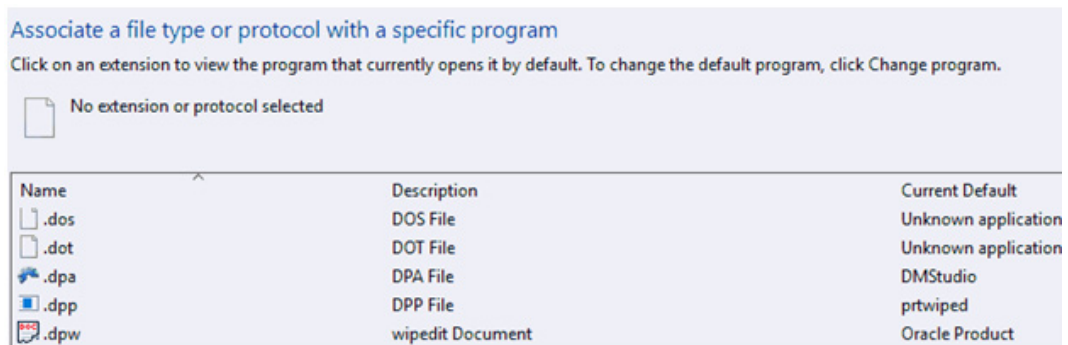 Associate a file type or protocol with a specific program
Click on an extension to view the program that currently opens it by default. To change the default program, click Change program.
No extension or protocol selected
Name Description Current Default
.dos DOS File Unknown application
.dot DOT File Unknown application
.dpa DPA File DMStudio
.dpp DPP File prtwiped
.dpw wipedit Document Oracle Product